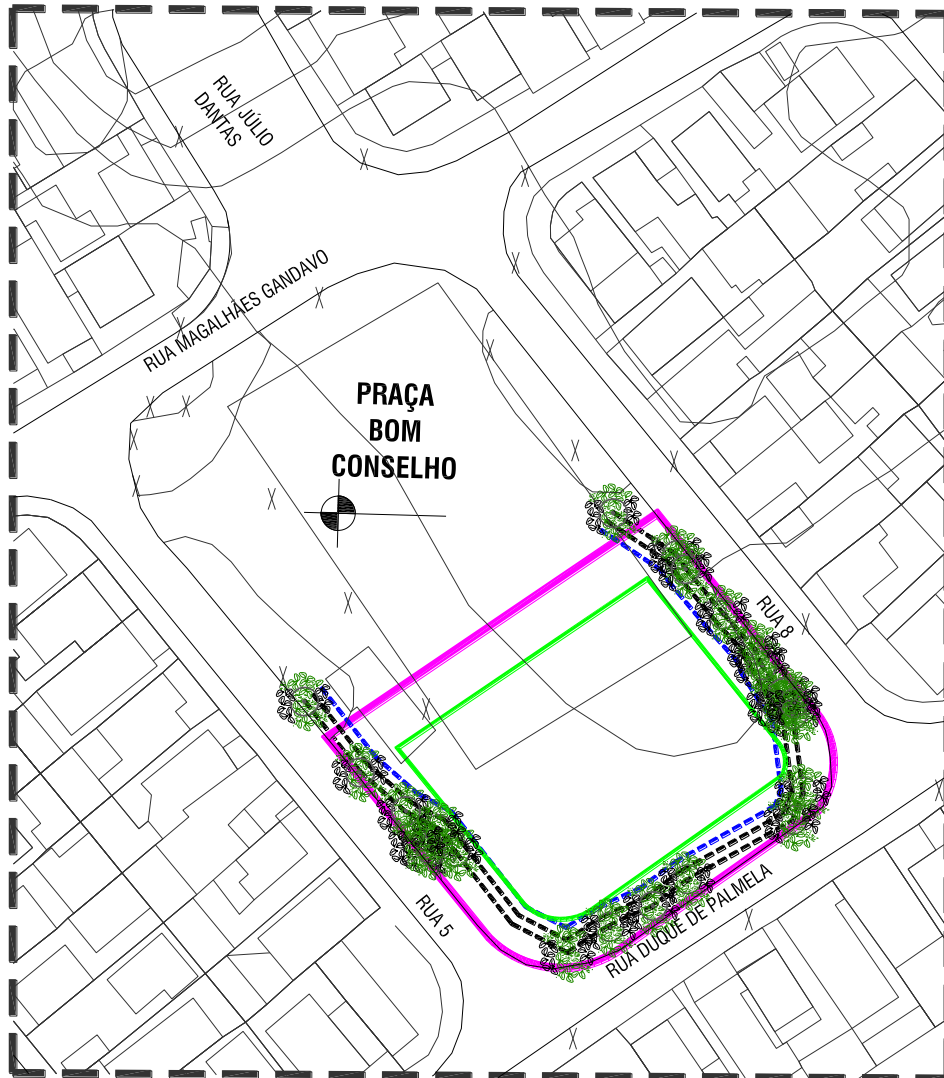 RUA JÚLIO
DANTAS
RUA MAGALHÃES GANDAVO
PRAÇA
BOM
CONSELHO
RUA 8
RUA 5
RUA DUQUE DE PALMELA